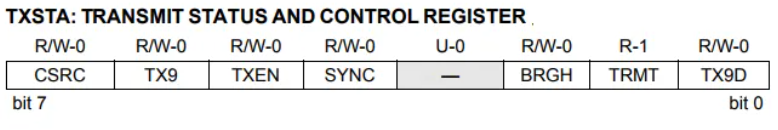 TXSTA: TRANSMIT STATUS AND CONTROL REGISTER
R/W-0 R/W-0 R/W-0 R/W-0 U-0 R/W-0 R-1 R/W-0
CSRC TX9 TXEN SYNC — BRGH TRMT TX9D
bit 7 bit 0